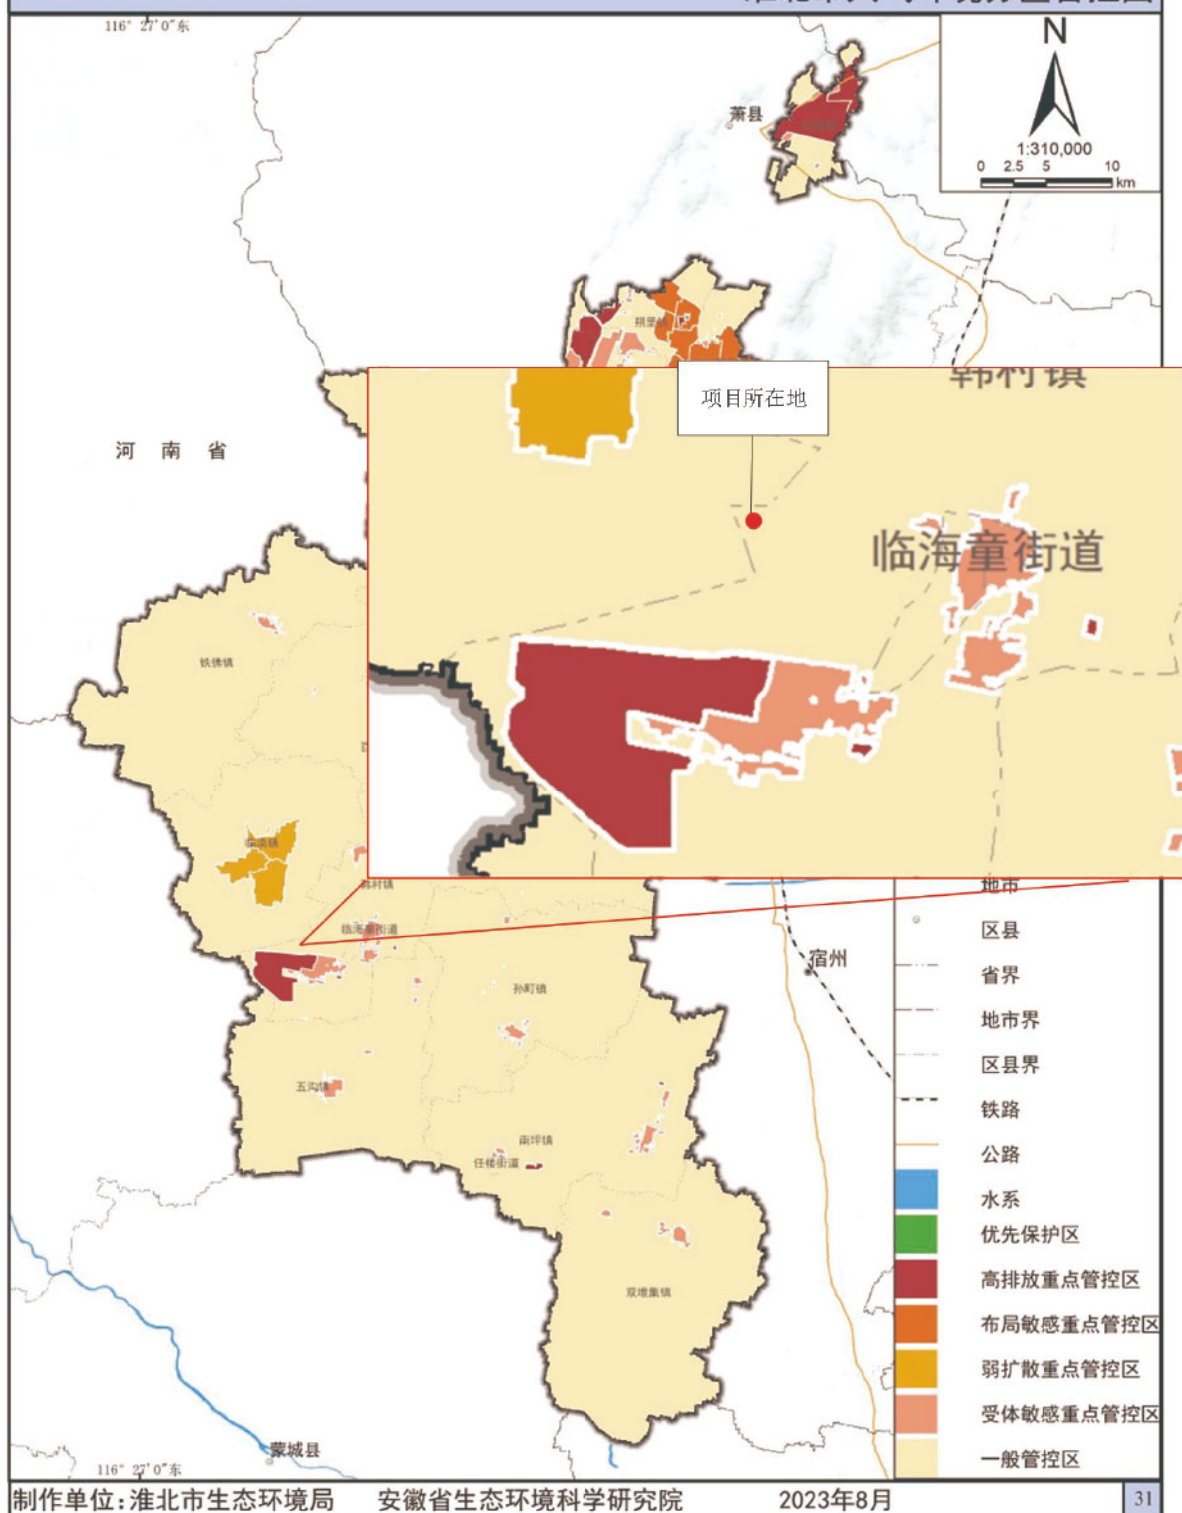 116° 27′0″东
N
萧县
1:310,000
0 2.5 5 10
km
朔里镇
韩村镇
项目所在地
河 南 省
临海童街道
铁佛镇
临涣镇
地市
韩村镇
区县
临海童街道
宿州
省界
孙町镇
地市界
区县界
五沟镇
铁路
南坪镇
公路
任楼街道
水系
优先保护区
高排放重点管控区
双堆集镇
布局敏感重点管控区
弱扩散重点管控区
受体敏感重点管控区
蒙城县
一般管控区
116° 27′0″东
制作单位:淮北市生态环境局 安徽省生态环境科学研究院 2023年8月 31